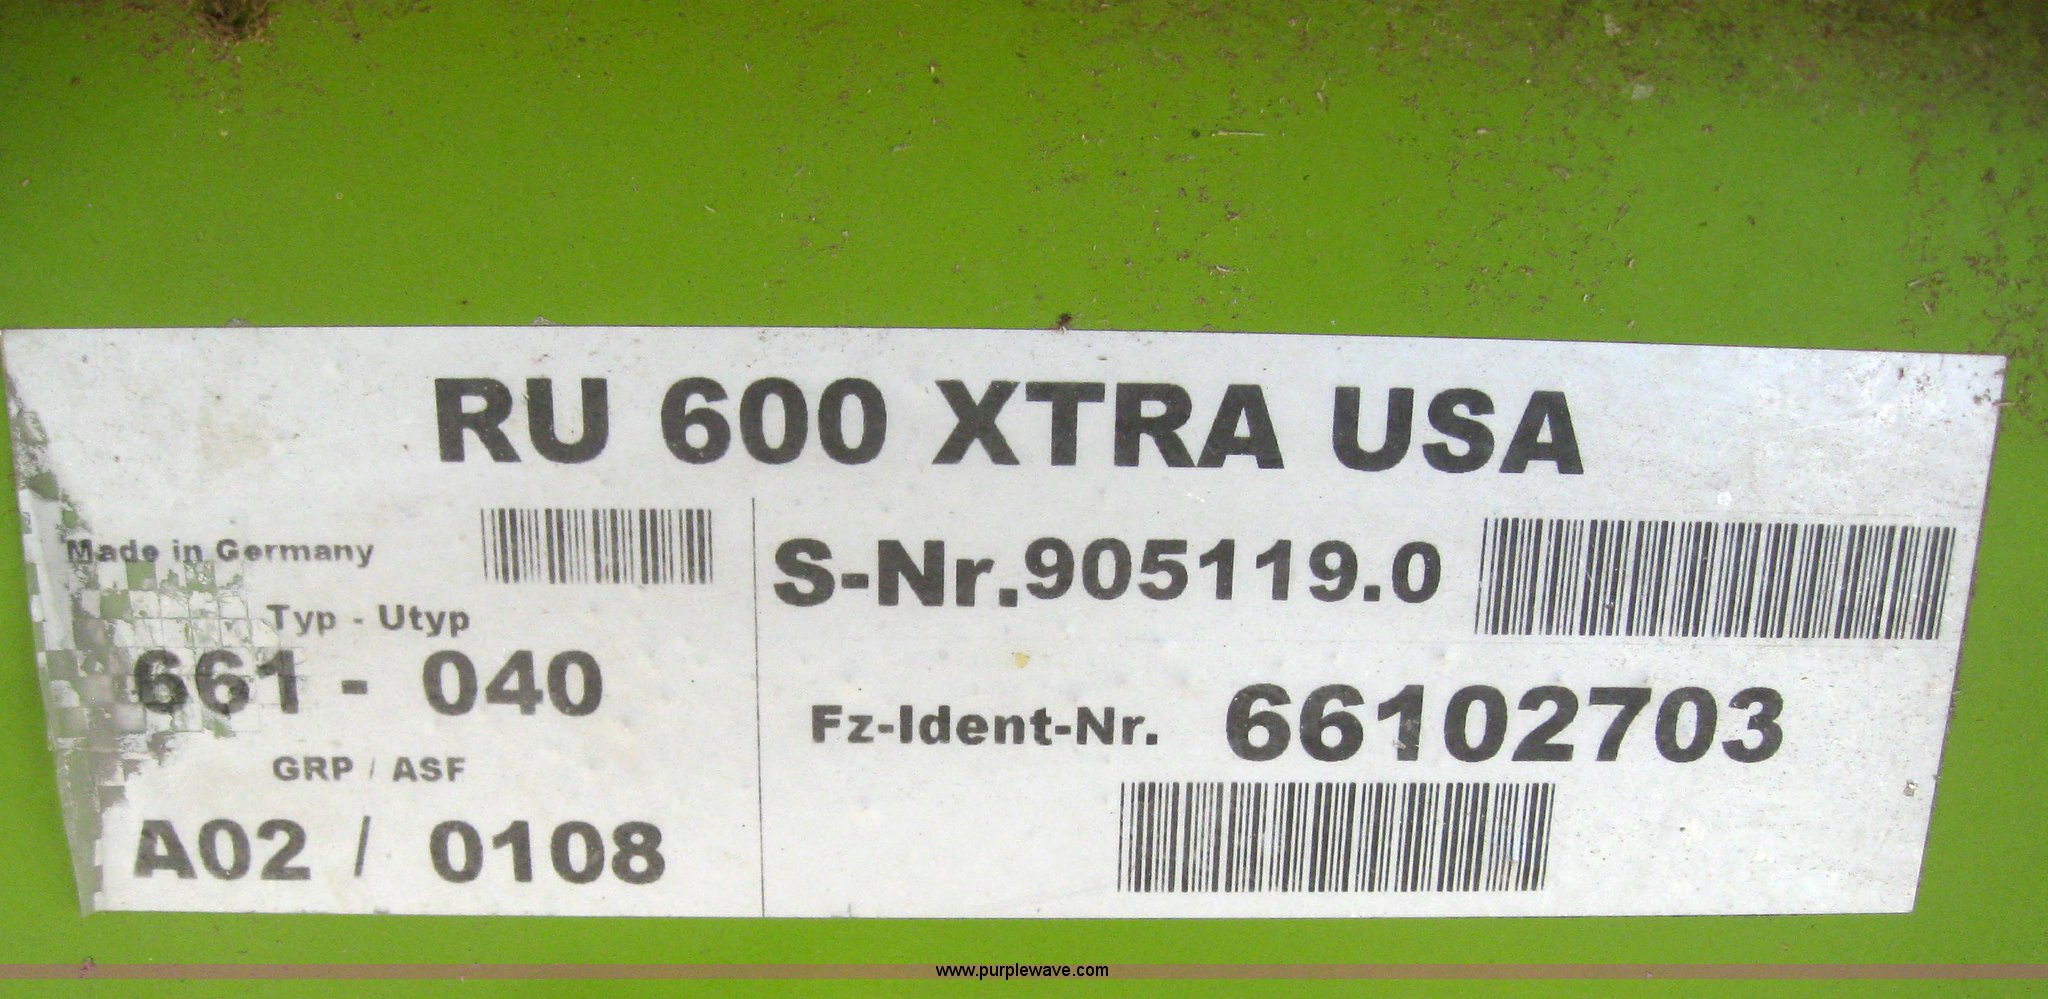 RU 600 XTRA USA
Made in Germany
Typ - Utyp
661 - 040
GRP / ASF
A02 / 0108
S-Nr.905119.0
Fz-Ident-Nr. 66102703
www.purplewave.com